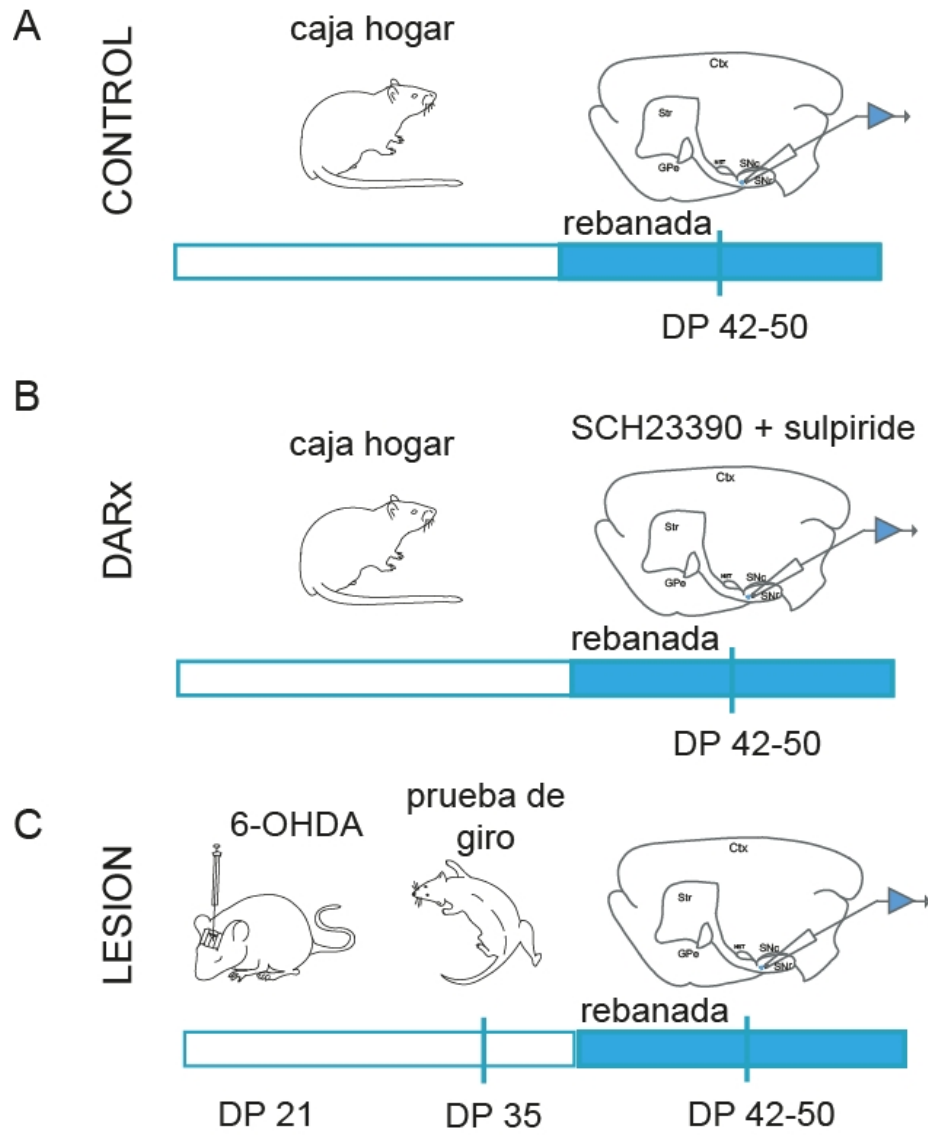 A
CONTROL
caja hogar
Ctx
Str
GPe
SNc
SNr
rebanada
DP 42-50
B
DARx
caja hogar
SCH23390 + sulpiride
Ctx
Str
GPe
SNc
SNr
rebanada
DP 42-50
C
LESION
6-OHDA
prueba de
giro
Ctx
Str
GPe
SNc
SNr
rebanada
DP 21
DP 35
DP 42-50